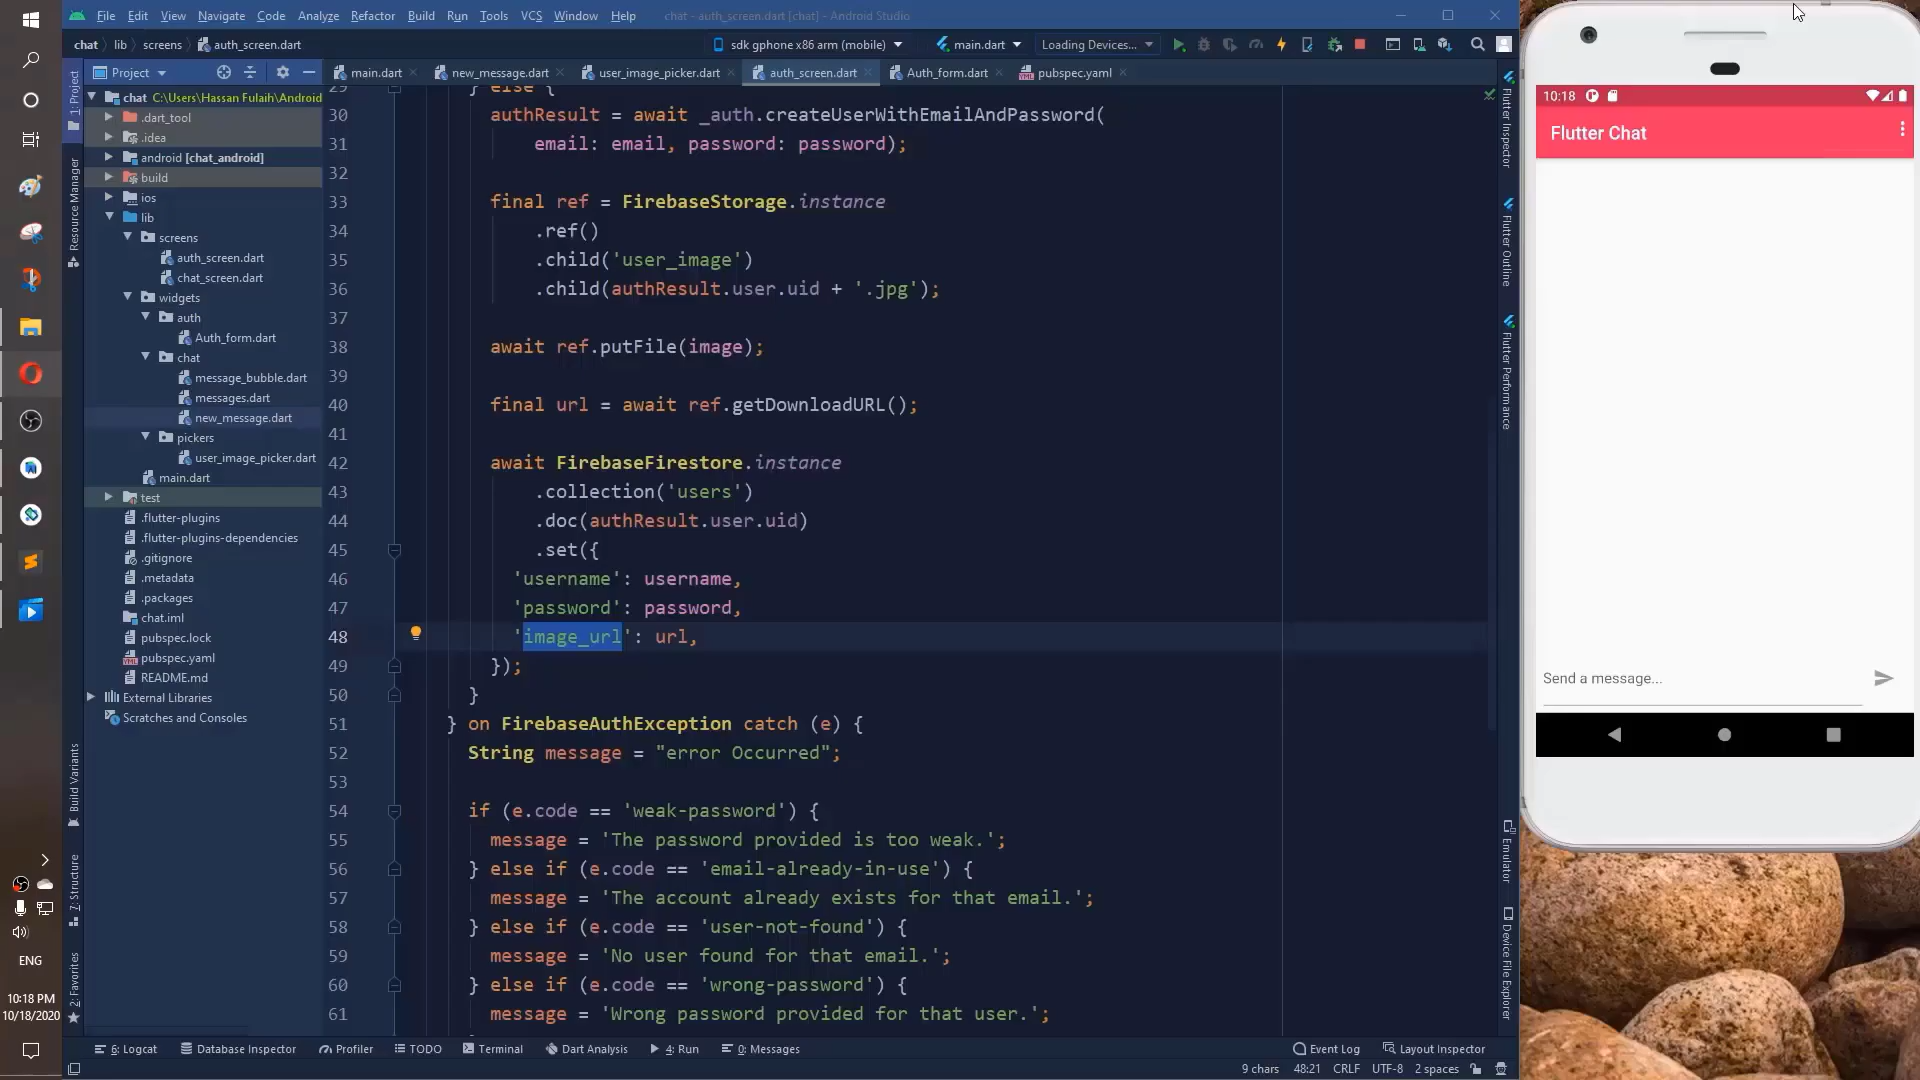 File Edit View Navigate Code Analyze Refactor Build Run Tools VCS Window Help chat - auth_screen.dart [chat] - Android Studio
chat lib screens auth_screen.dart
sdk gphone x86 arm (mobile) main.dart Loading Devices...
Project
main.dart new_message.dart user_image_picker.dart auth_screen.dart Auth_form.dart pubspec.yaml
1: Project
Resource Manager
Build Variants
7: Structure
2: Favorites
chat C:\Users\Hassan Fulaih\Android
.dart_tool
.idea
android [chat_android]
build
ios
lib
screens
auth_screen.dart
chat_screen.dart
widgets
auth
Auth_form.dart
chat
message_bubble.dart
messages.dart
new_message.dart
pickers
user_image_picker.dart
main.dart
test
.flutter-plugins
.flutter-plugins-dependencies
.gitignore
.metadata
.packages
chat.iml
pubspec.lock
pubspec.yaml
README.md
External Libraries
Scratches and Consoles
29 } else {
30 authResult = await _auth.createUserWithEmailAndPassword(
31 email: email, password: password);
32
33 final ref = FirebaseStorage.instance
34 .ref()
35 .child('user_image')
36 .child(authResult.user.uid + '.jpg');
37
38 await ref.putFile(image);
39
40 final url = await ref.getDownloadURL();
41
42 await FirebaseFirestore.instance
43 .collection('users')
44 .doc(authResult.user.uid)
45 .set({
46 'username': username,
47 'password': password,
48 'image_url': url,
49 });
50 }
51 } on FirebaseAuthException catch (e) {
52 String message = "error Occurred";
53
54 if (e.code == 'weak-password') {
55 message = 'The password provided is too weak.';
56 } else if (e.code == 'email-already-in-use') {
57 message = 'The account already exists for that email.';
58 } else if (e.code == 'user-not-found') {
59 message = 'No user found for that email.';
60 } else if (e.code == 'wrong-password') {
61 message = 'Wrong password provided for that user.';
Flutter Inspector
Flutter Outline
Flutter Performance
Emulator
Device File Explorer
10:18
Flutter Chat
Send a message...
6: Logcat Database Inspector Profiler TODO Terminal Dart Analysis 4: Run 0: Messages Event Log Layout Inspector
9 chars 48:21 CRLF UTF-8 2 spaces
ENG
10:18 PM
10/18/2020